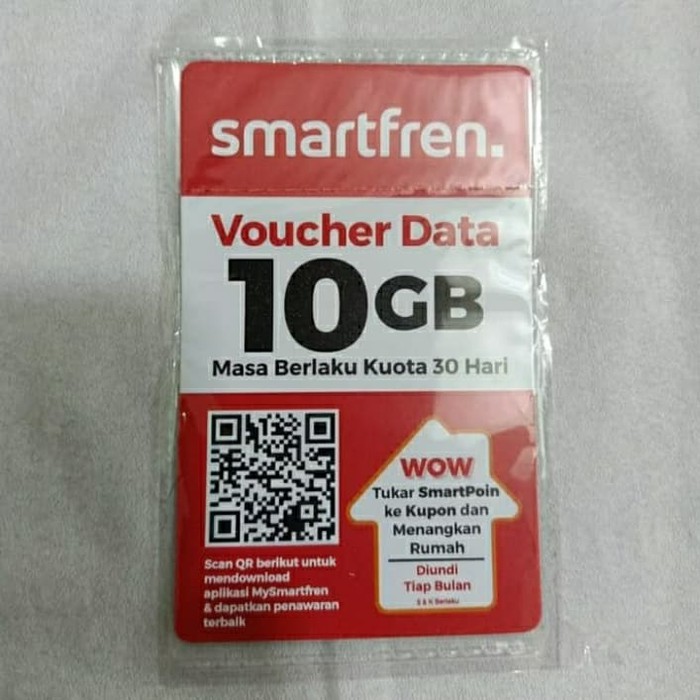 smartfren.
Voucher Data
10GB
Masa Berlaku Kuota 30 Hari
Scan QR berikut untuk
mendownload
aplikasi MySmartfren
& dapatkan penawaran
terbaik
WOW
Tukar SmartPoin
ke Kupon dan
Menangkan
Rumah
Diundi
Tiap Bulan
S & K Berlaku